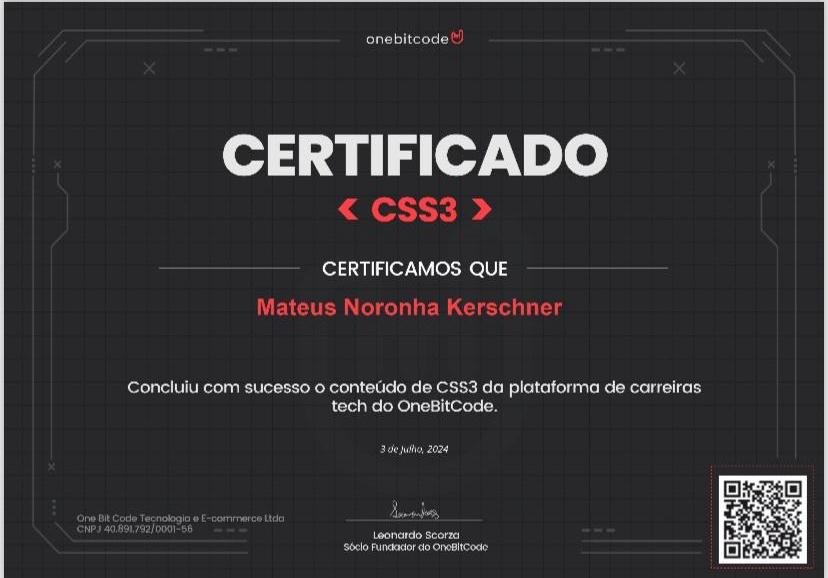 onebitcode
CERTIFICADO
< CSS3 >
CERTIFICAMOS QUE
Mateus Noronha Kerschner
Concluiu com sucesso o conteúdo de CSS3 da plataforma de carreiras
tech do OneBitCode.
3 de Julho, 2024
One Bit Code Tecnologia e E-commerce Ltda
CNPJ 40.891.792/0001-56
Leonardo Scorza
Sócio Fundador do OneBitCode